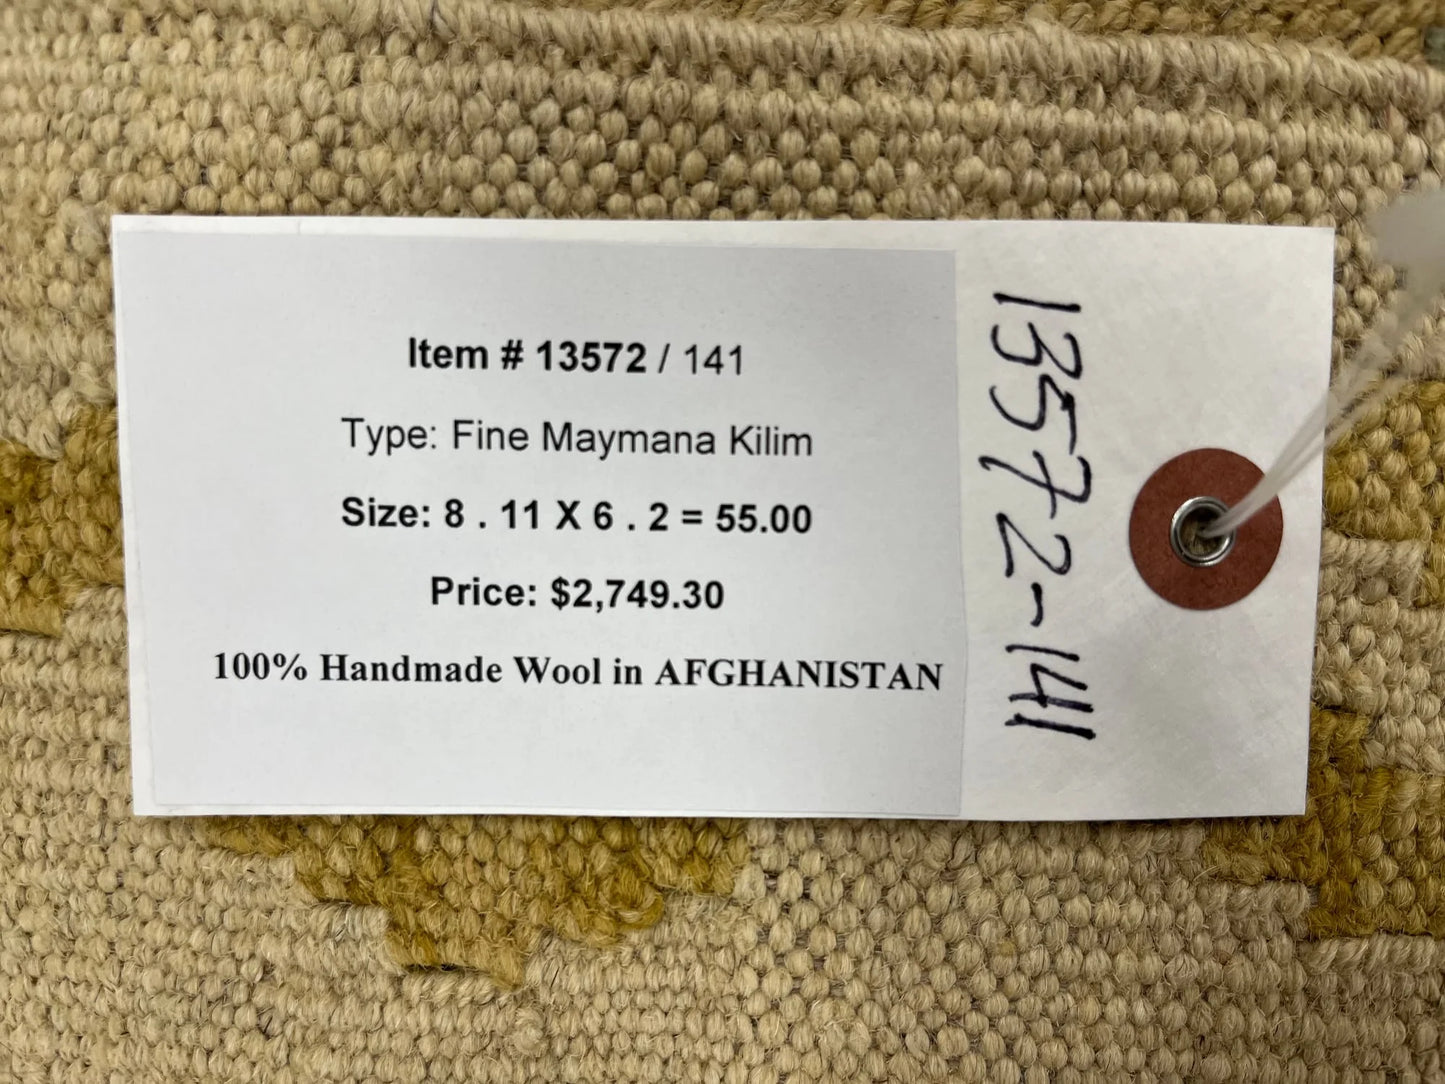 Item # 13572 / 141
Type: Fine Maymana Kilim
Size: 8 . 11 X 6 . 2 = 55.00
Price: $2,749.30
100% Handmade Wool in AFGHANISTAN
13572-141